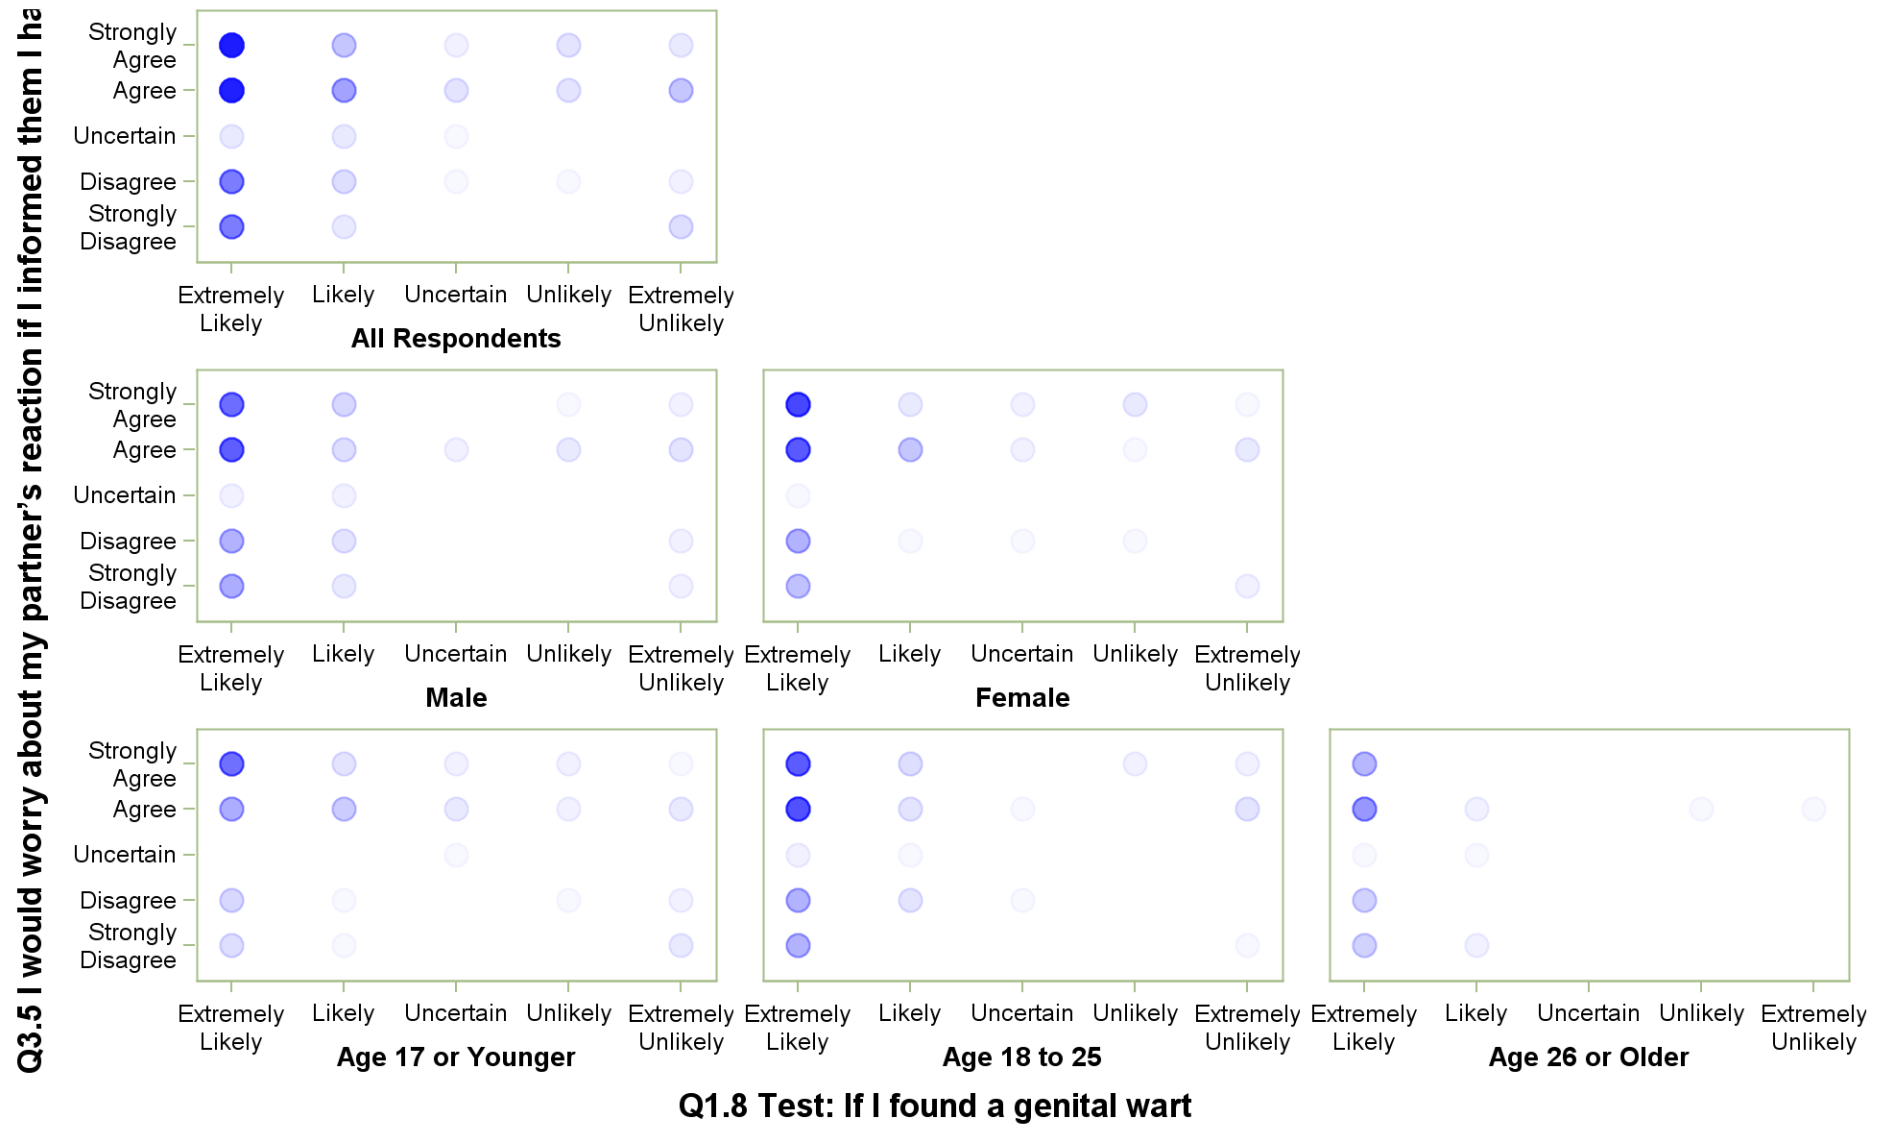 Q3.5 I would worry about my partner’s reaction if I informed them I
Strongly
Agree
Agree
Uncertain
Disagree
Strongly
Disagree
Extremely
Likely
Likely
Uncertain
Unlikely
Extremely
Unlikely
All Respondents
Strongly
Agree
Agree
Uncertain
Disagree
Strongly
Disagree
Extremely
Likely
Likely
Uncertain
Unlikely
Extremely
Unlikely
Male
Extremely
Likely
Likely
Uncertain
Unlikely
Extremely
Unlikely
Female
Strongly
Agree
Agree
Uncertain
Disagree
Strongly
Disagree
Extremely
Likely
Likely
Uncertain
Unlikely
Extremely
Unlikely
Age 17 or Younger
Extremely
Likely
Likely
Uncertain
Unlikely
Extremely
Unlikely
Age 18 to 25
Extremely
Likely
Likely
Uncertain
Unlikely
Extremely
Unlikely
Age 26 or Older
Q1.8 Test: If I found a genital wart